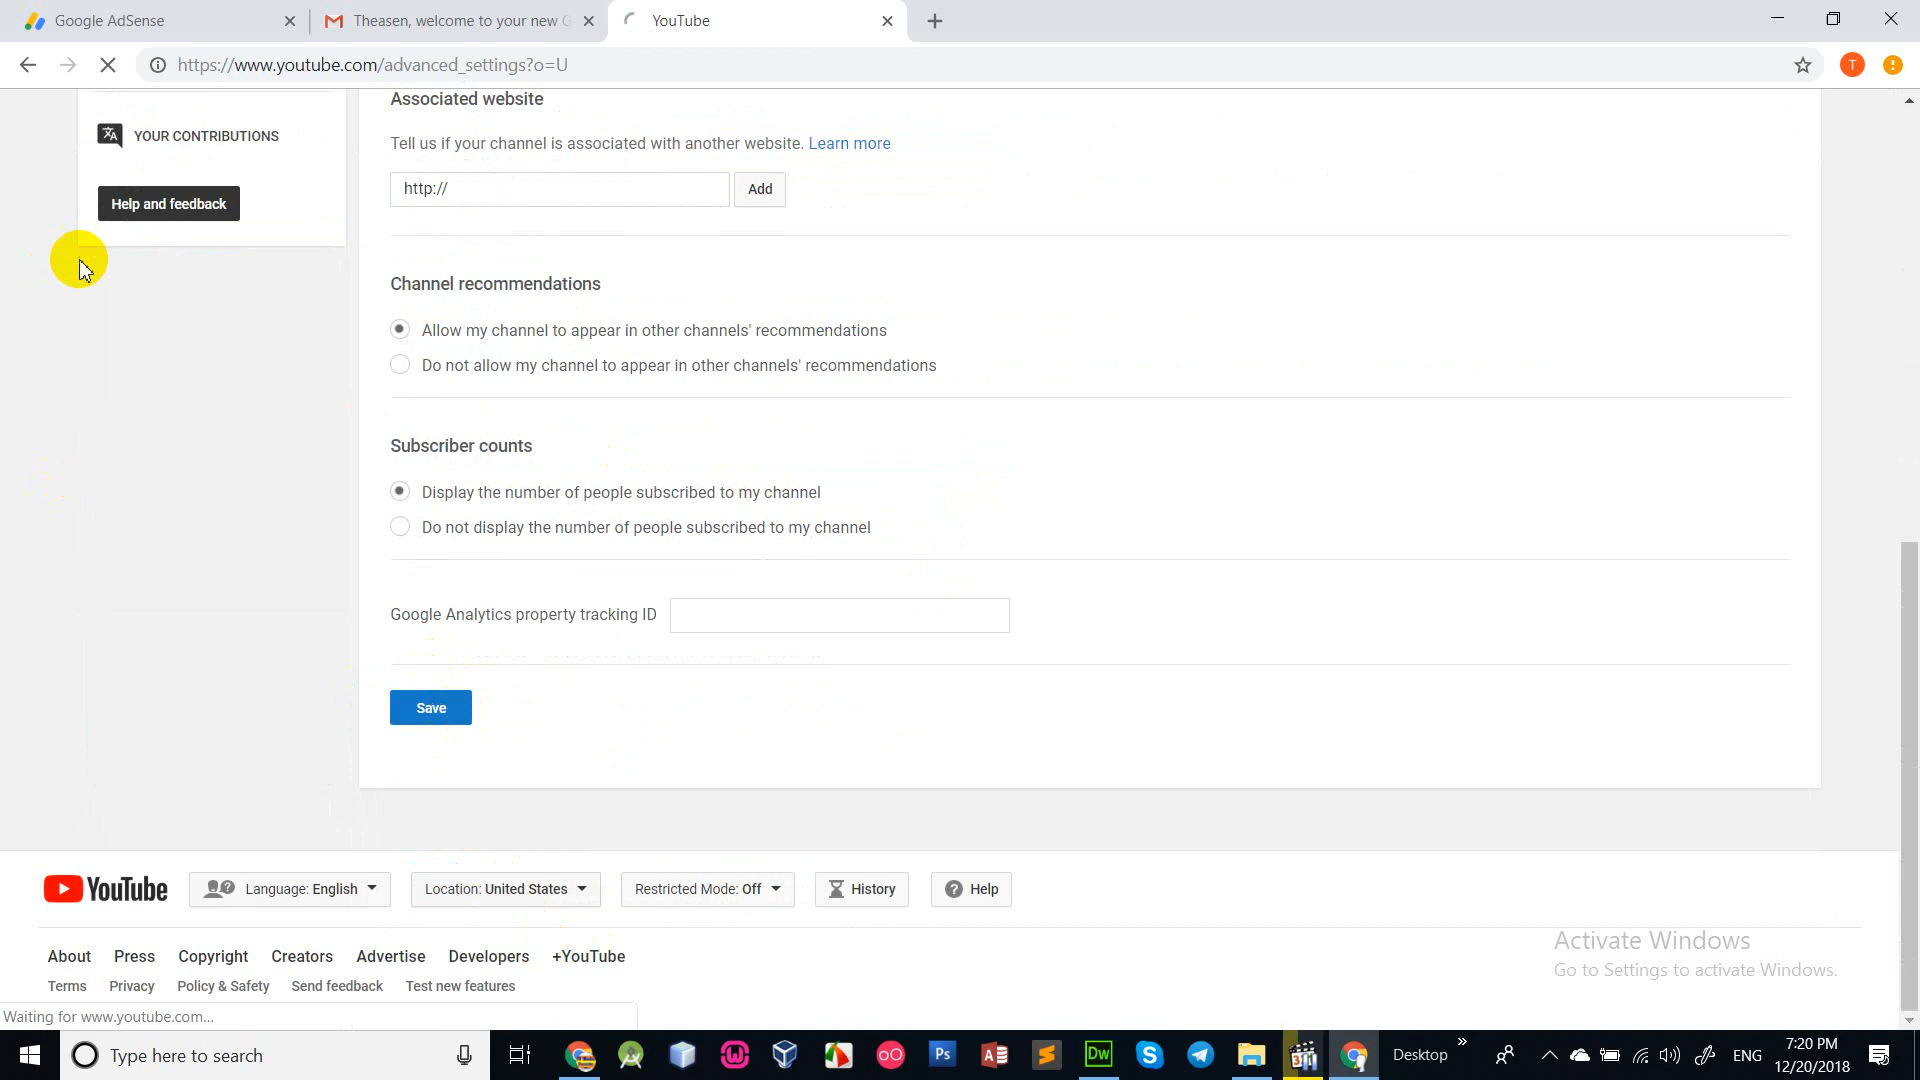 Google AdSense
Theasen, welcome to your new G
YouTube
https://www.youtube.com/advanced_settings?o=U
T
Associated website
YOUR CONTRIBUTIONS
Tell us if your channel is associated with another website. Learn more
http://
Add
Help and feedback
Channel recommendations
Allow my channel to appear in other channels' recommendations
Do not allow my channel to appear in other channels' recommendations
Subscriber counts
Display the number of people subscribed to my channel
Do not display the number of people subscribed to my channel
Google Analytics property tracking ID
Save
YouTube
Language: English
Location: United States
Restricted Mode: Off
History
Help
About Press Copyright Creators Advertise Developers +YouTube
Terms Privacy Policy & Safety Send feedback Test new features
Activate Windows
Go to Settings to activate Windows.
Waiting for www.youtube.com...
Type here to search
Ps
Dw
Desktop
ENG
7:20 PM
12/20/2018